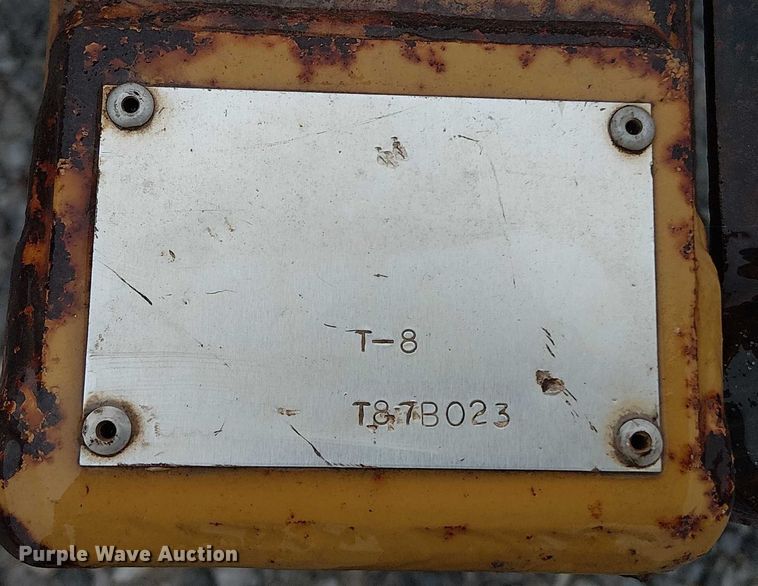 T-8
T87B023
Purple Wave Auction